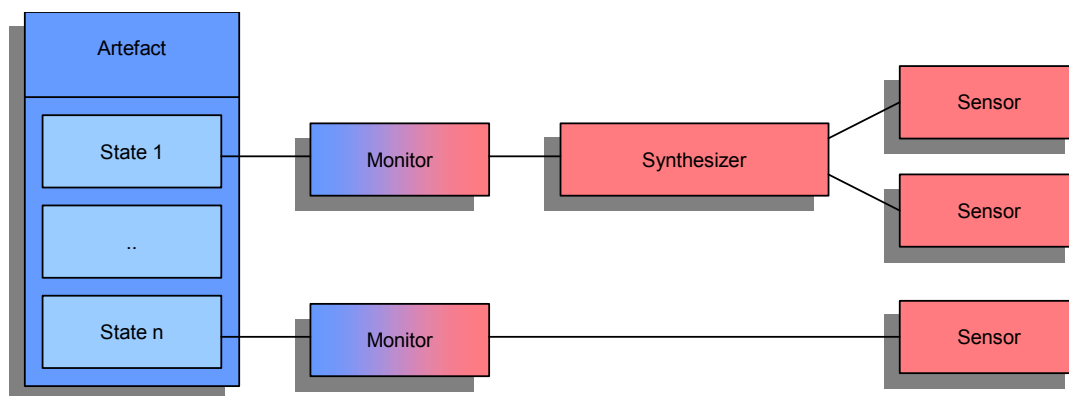 Artefact
State 1
Monitor
Synthesizer
Sensor
Sensor
..
State n
Monitor
Sensor